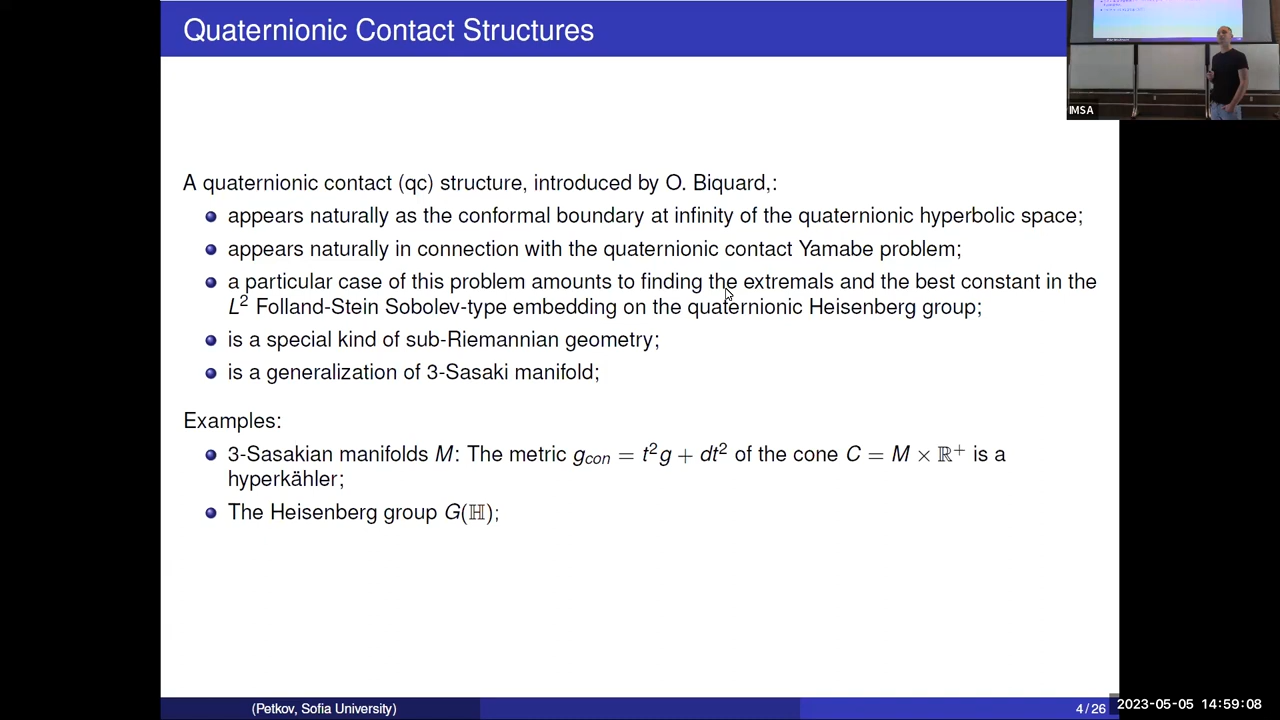 Quaternionic Contact Structures
IMSA
A quaternionic contact (qc) structure, introduced by O. Biquard,:
appears naturally as the conformal boundary at infinity of the quaternionic hyperbolic space;
appears naturally in connection with the quaternionic contact Yamabe problem;
a particular case of this problem amounts to finding the extremals and the best constant in the
L² Folland-Stein Sobolev-type embedding on the quaternionic Heisenberg group;
is a special kind of sub-Riemannian geometry;
is a generalization of 3-Sasaki manifold;
Examples:
3-Sasakian manifolds M: The metric g_con = t²g + dt² of the cone C = M × ℝ⁺ is a
hyperkähler;
The Heisenberg group G(ℍ);
(Petkov, Sofia University)
4 / 26
2023-05-05 14:59:08